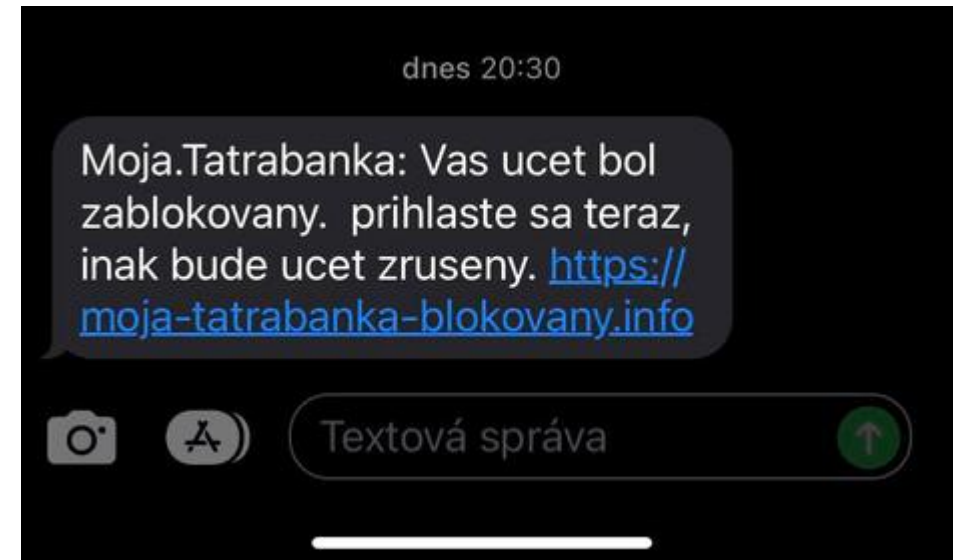 dnes 20:30
Moja.Tatrabanka: Vas ucet bol
zablokovany.  prihlaste sa teraz,
inak bude ucet zruseny. https://
moja-tatrabanka-blokovany.info
Textová správa